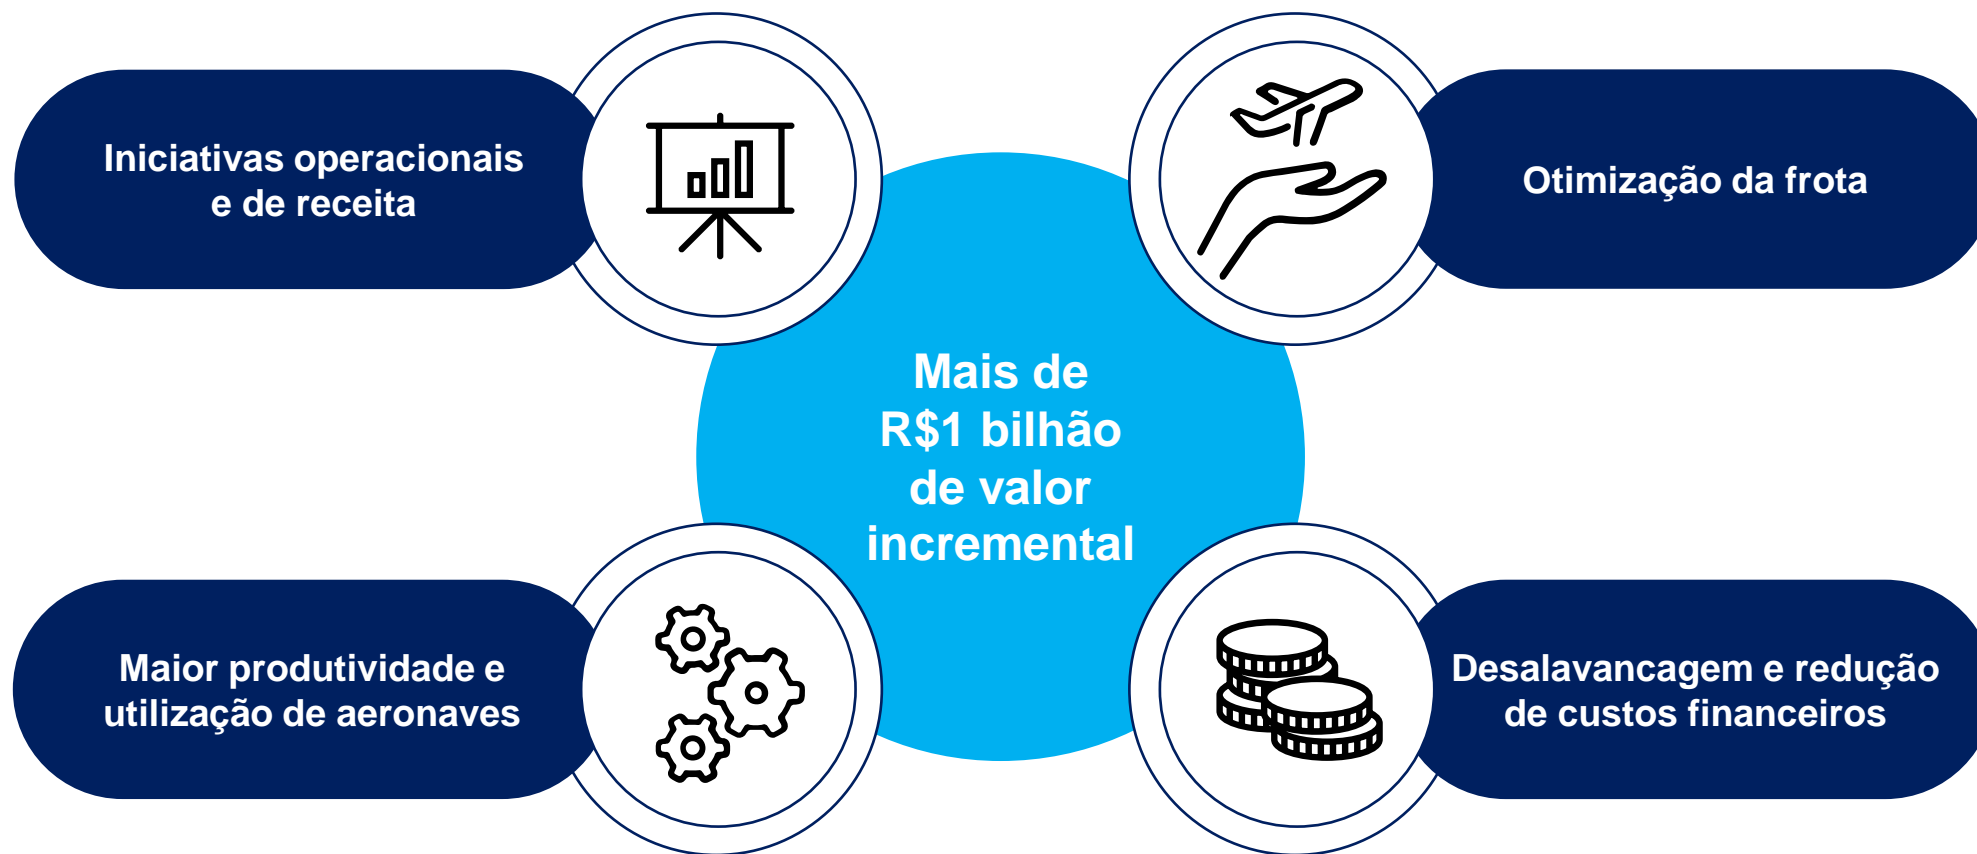 Iniciativas operacionais
e de receita
Otimização da frota
Mais de
R$1 bilhão
de valor
incremental
Maior produtividade e
utilização de aeronaves
Desalavancagem e redução
de custos financeiros